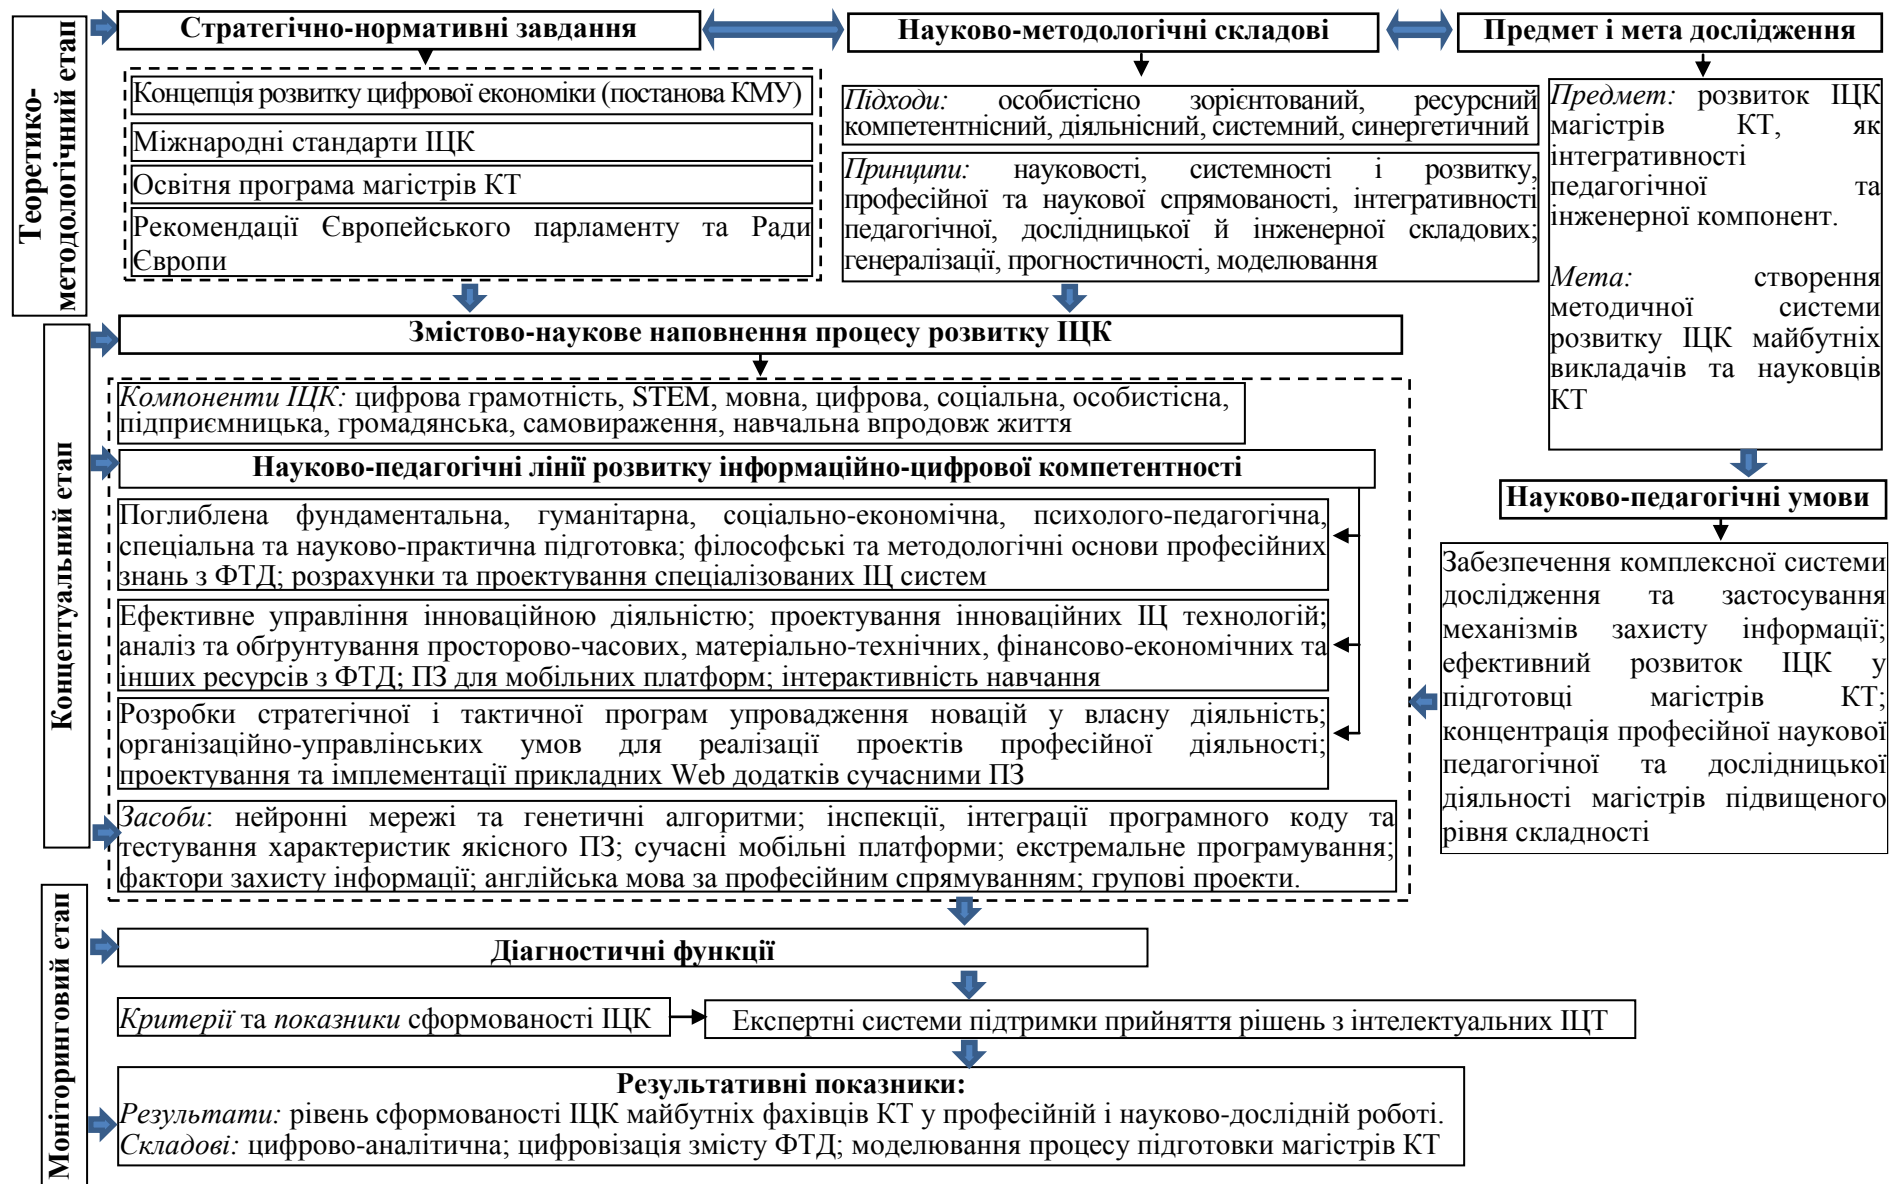 Теоретико-
методологічний етап
Стратегічно-нормативні завдання
Концепція розвитку цифрової економіки (постанова КМУ)
Міжнародні стандарти ІЦК
Освітня програма магістрів КТ
Рекомендації Європейського парламенту та Ради
Європи
Науково-методологічні складові
Підходи: особистісно зорієнтований, ресурсний
компетентнісний, діяльнісний, системний, синергетичний
Принципи: науковості, системності і розвитку,
професійної та наукової спрямованості, інтегративності
педагогічної, дослідницької й інженерної складових;
генералізації, прогностичності, моделювання
Предмет і мета дослідження
Предмет: розвиток ІЦК
магістрів КТ, як
інтегративності
педагогічної та
інженерної компонент.
Мета: створення
методичної системи
розвитку ІЦК майбутніх
викладачів та науковців
КТ
Концептуальний етап
Змістово-наукове наповнення процесу розвитку ІЦК
Компоненти ІЦК: цифрова грамотність, STEM, мовна, цифрова, соціальна, особистісна,
підприємницька, громадянська, самовираження, навчальна впродовж життя
Науково-педагогічні лінії розвитку інформаційно-цифрової компетентності
Поглиблена фундаментальна, гуманітарна, соціально-економічна, психолого-педагогічна,
спеціальна та науково-практична підготовка; філософські та методологічні основи професійних
знань з ФТД; розрахунки та проектування спеціалізованих ІЦ систем
Ефективне управління інноваційною діяльністю; проектування інноваційних ІЦ технологій;
аналіз та обґрунтування просторово-часових, матеріально-технічних, фінансово-економічних та
інших ресурсів з ФТД; ПЗ для мобільних платформ; інтерактивність навчання
Розробки стратегічної і тактичної програм упровадження новацій у власну діяльність;
організаційно-управлінських умов для реалізації проектів професійної діяльності;
проектування та імплементації прикладних Web додатків сучасними ПЗ
Засоби: нейронні мережі та генетичні алгоритми; інспекції, інтеграції програмного коду та
тестування характеристик якісного ПЗ; сучасні мобільні платформи; екстремальне програмування;
фактори захисту інформації; англійська мова за професійним спрямуванням; групові проекти.
Науково-педагогічні умови
Забезпечення комплексної системи
дослідження та застосування
механізмів захисту інформації;
ефективний розвиток ІЦК у
підготовці магістрів КТ;
концентрація професійної наукової
педагогічної та дослідницької
діяльності магістрів підвищеного
рівня складності
Моніторинговий етап
Діагностичні функції
Критерії та показники сформованості ІЦК
Експертні системи підтримки прийняття рішень з інтелектуальних ІЦТ
Результативні показники:
Результати: рівень сформованості ІЦК майбутніх фахівців КТ у професійній і науково-дослідній роботі.
Складові: цифрово-аналітична; цифровізація змісту ФТД; моделювання процесу підготовки магістрів КТ